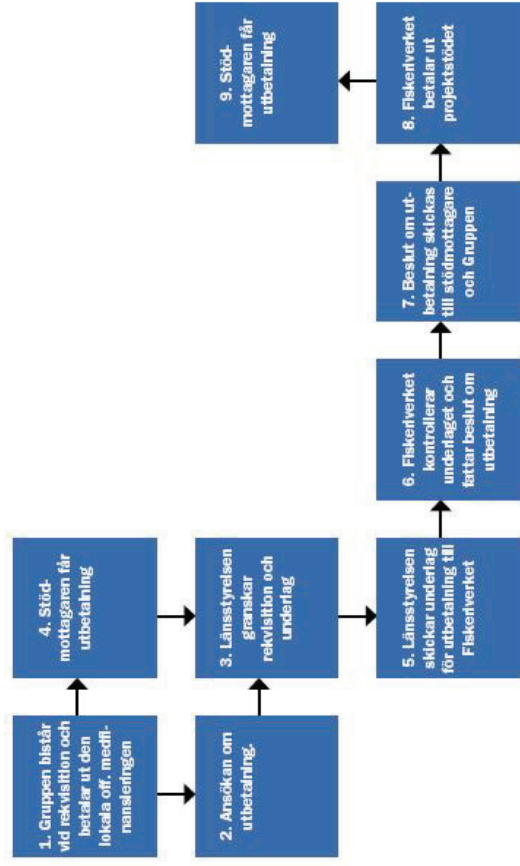 1. Gruppen bistår
vid rekvisition och
betalar ut den
lokala off. medfi-
nansieringen
2. Ansökan om
utbetalning.
3. Länsstyrelsen
granskar
rekvisition och
underlag
4. Stöd-
mottagaren får
utbetalning
5. Länsstyrelsen
skickar underlag
för utbetalning till
Fiskeriverket
6. Fiskeriverket
kontrollerar
underlaget och
fattar beslut om
utbetalning
7. Beslut om ut-
betalning skickas
till stödmottagare
och Gruppen
8. Fiskeriverket
betalar ut
projektstödet
9. Stöd-
mottagaren får
utbetalning